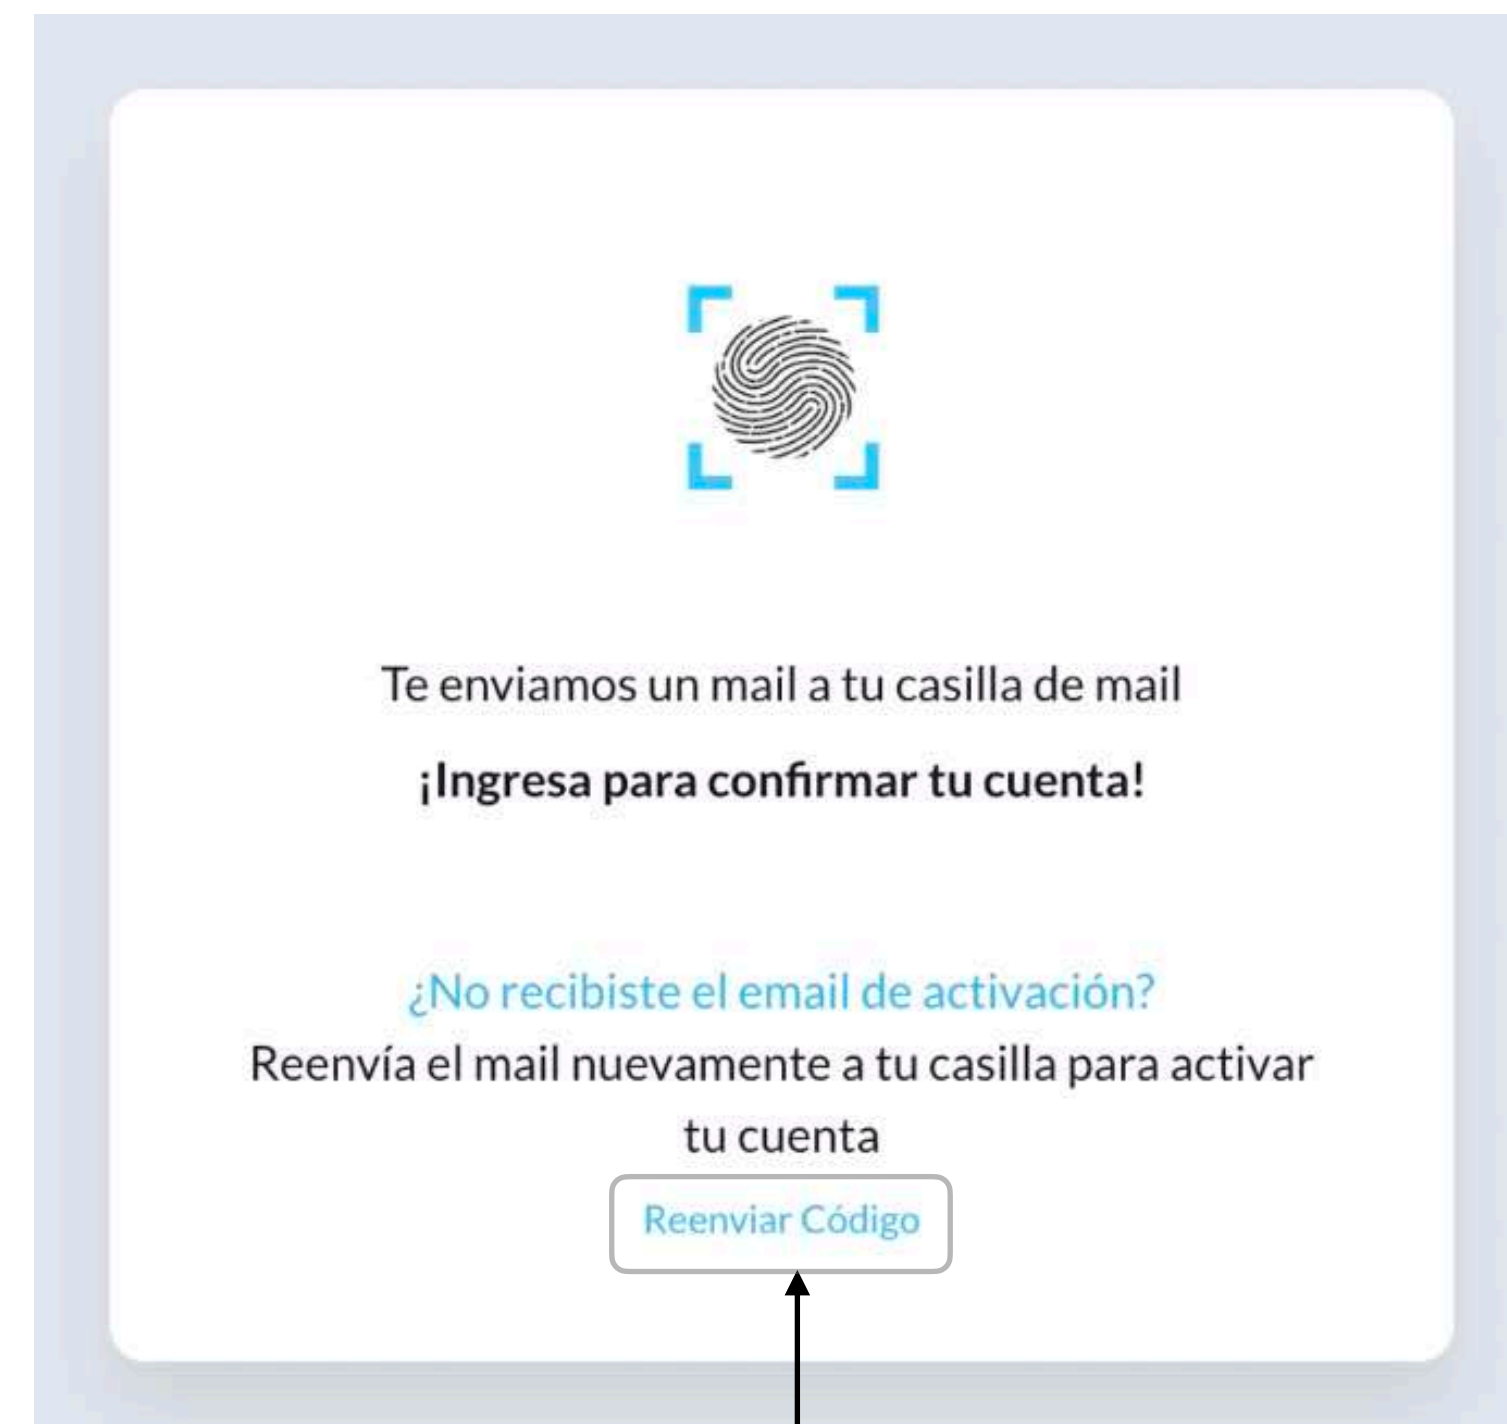 Te enviamos un mail a tu casilla de mail
¡Ingresa para confirmar tu cuenta!
¿No recibiste el email de activación?
Reenvía el mail nuevamente a tu casilla para activar
tu cuenta
Reenviar Código